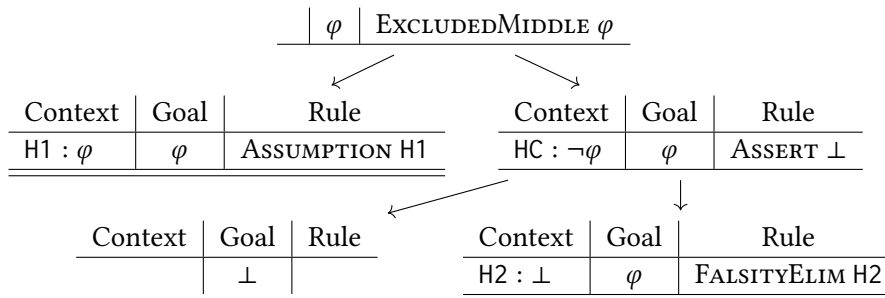 φ EXCLUDEDMIDDLE φ
Context Goal Rule
H1 : φ φ ASSUMPTION H1
Context Goal Rule
HC : ¬φ φ ASSERT ⊥
Context Goal Rule
⊥
Context Goal Rule
H2 : ⊥ φ FALSITYELIM H2